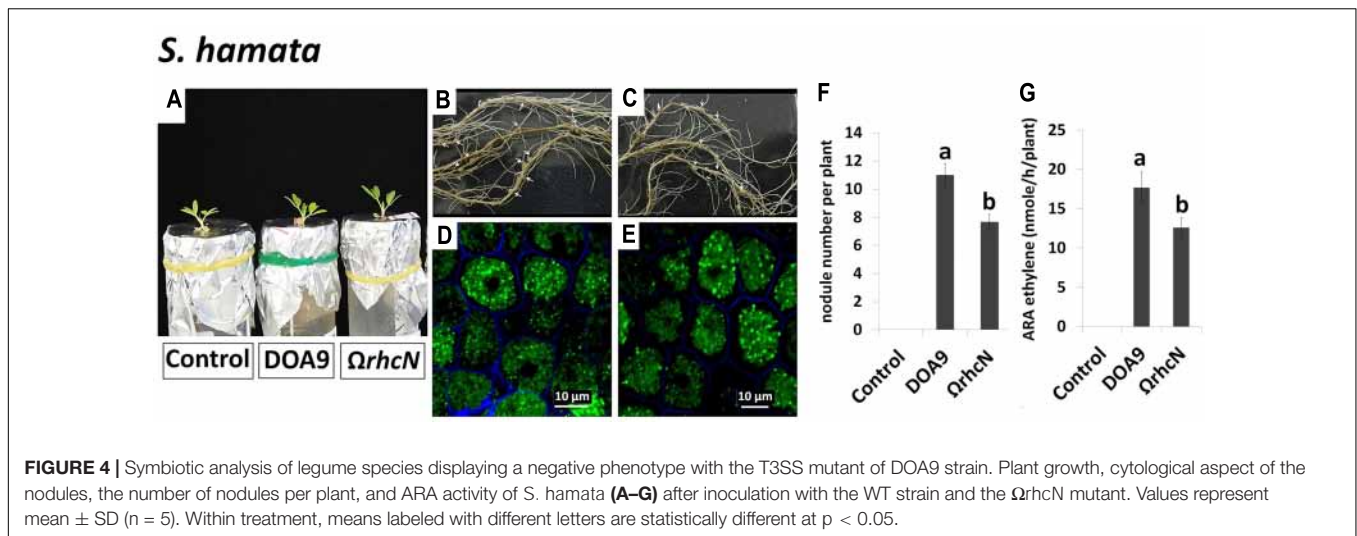 S. hamata
A
B
C
D
E
F
G
Control
DOA9
ΩrhcN
10 µm
10 µm
nodule number per plant
14
12
10
8
6
4
2
0
a
b
Control
DOA9
ΩrhcN
ARA ethylene (nmole/h/plant)
25
20
15
10
5
0
a
b
Control
DOA9
ΩrhcN
FIGURE 4 | Symbiotic analysis of legume species displaying a negative phenotype with the T3SS mutant of DOA9 strain. Plant growth, cytological aspect of the
nodules, the number of nodules per plant, and ARA activity of S. hamata (A–G) after inoculation with the WT strain and the ΩrhcN mutant. Values represent
mean ± SD (n = 5). Within treatment, means labeled with different letters are statistically different at p < 0.05.